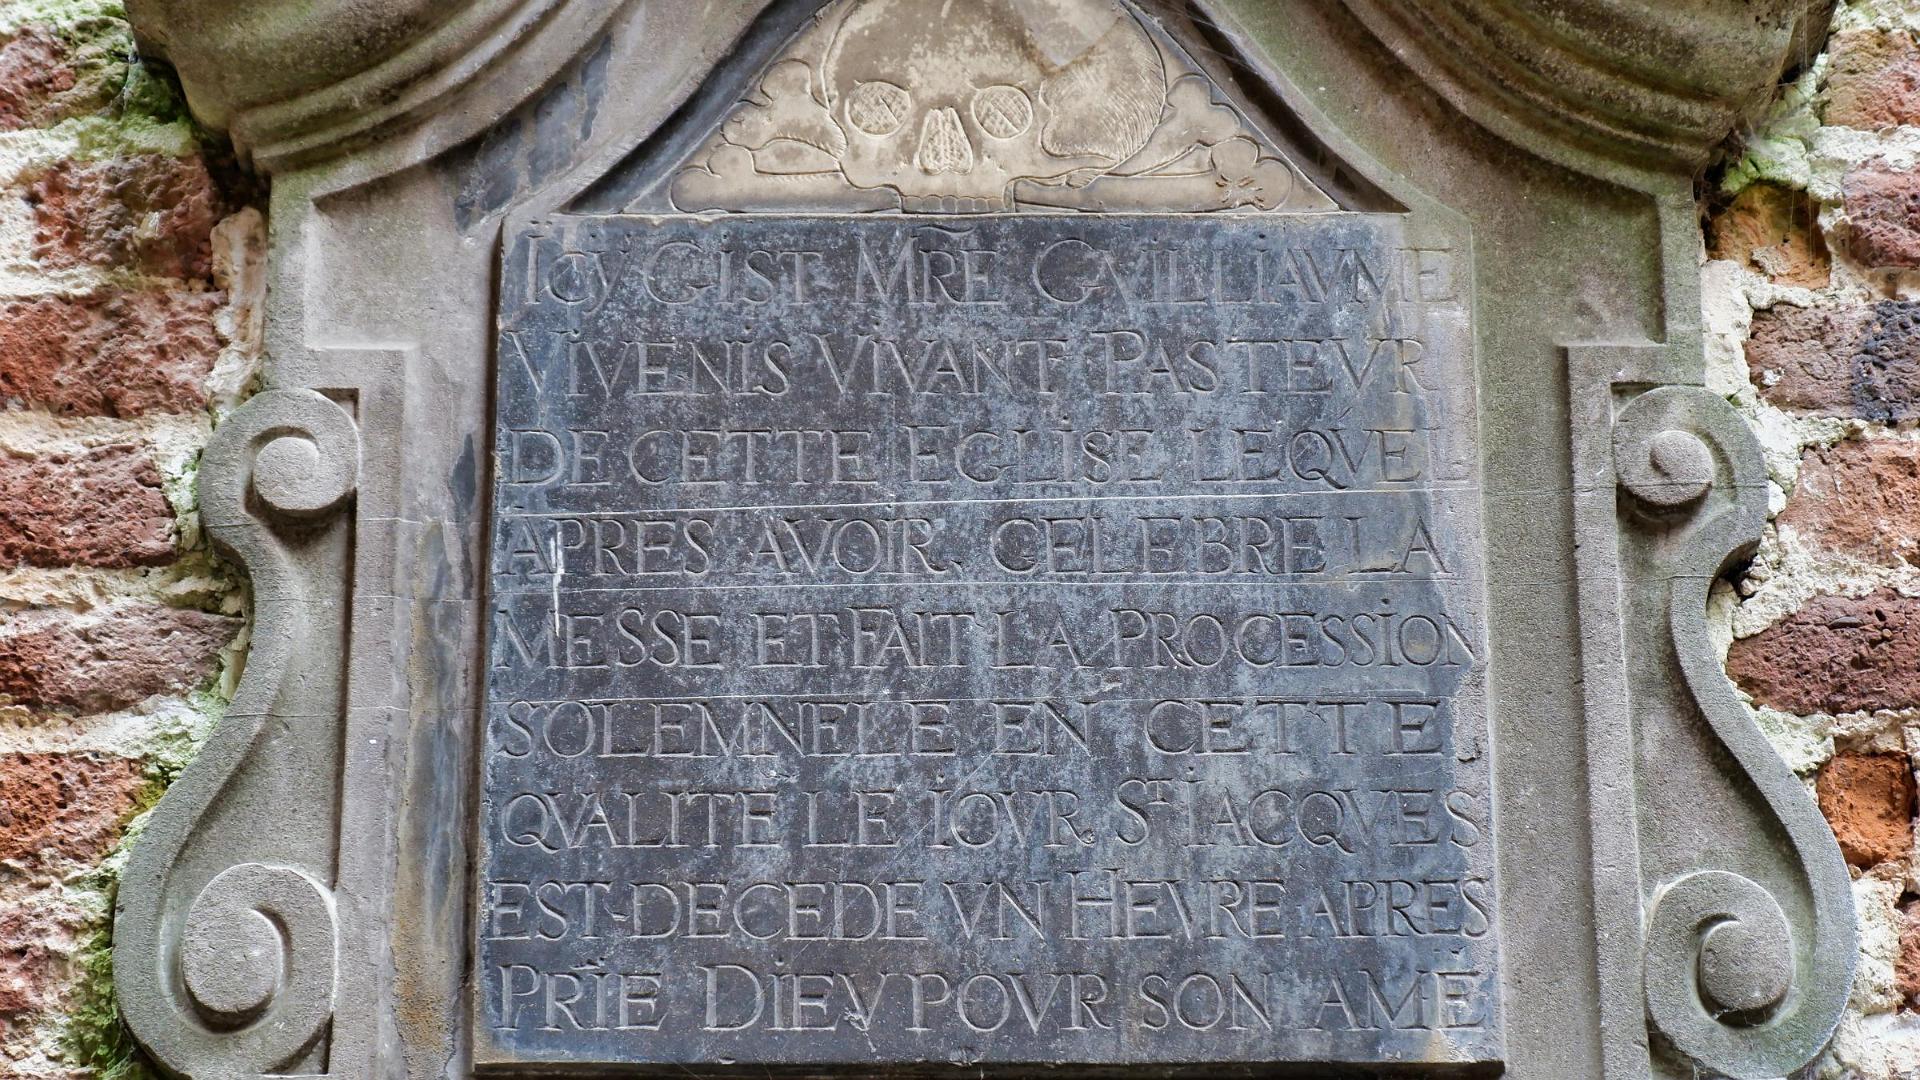 ICY GIST MR̃E GVILLIAVME
VIVENIS VIVANT PASTEVR
DE CETTE EGLISE LEQVEL
APRES AVOIR CELEBRE LA
MESSE ET FAIT LA PROCESSION
SOLEMNELE EN CETTE
QVALITE LE IOVR ST IACQVES
EST DECEDE VN HEVRE APRES
PRIE DIEV POVR SON AME